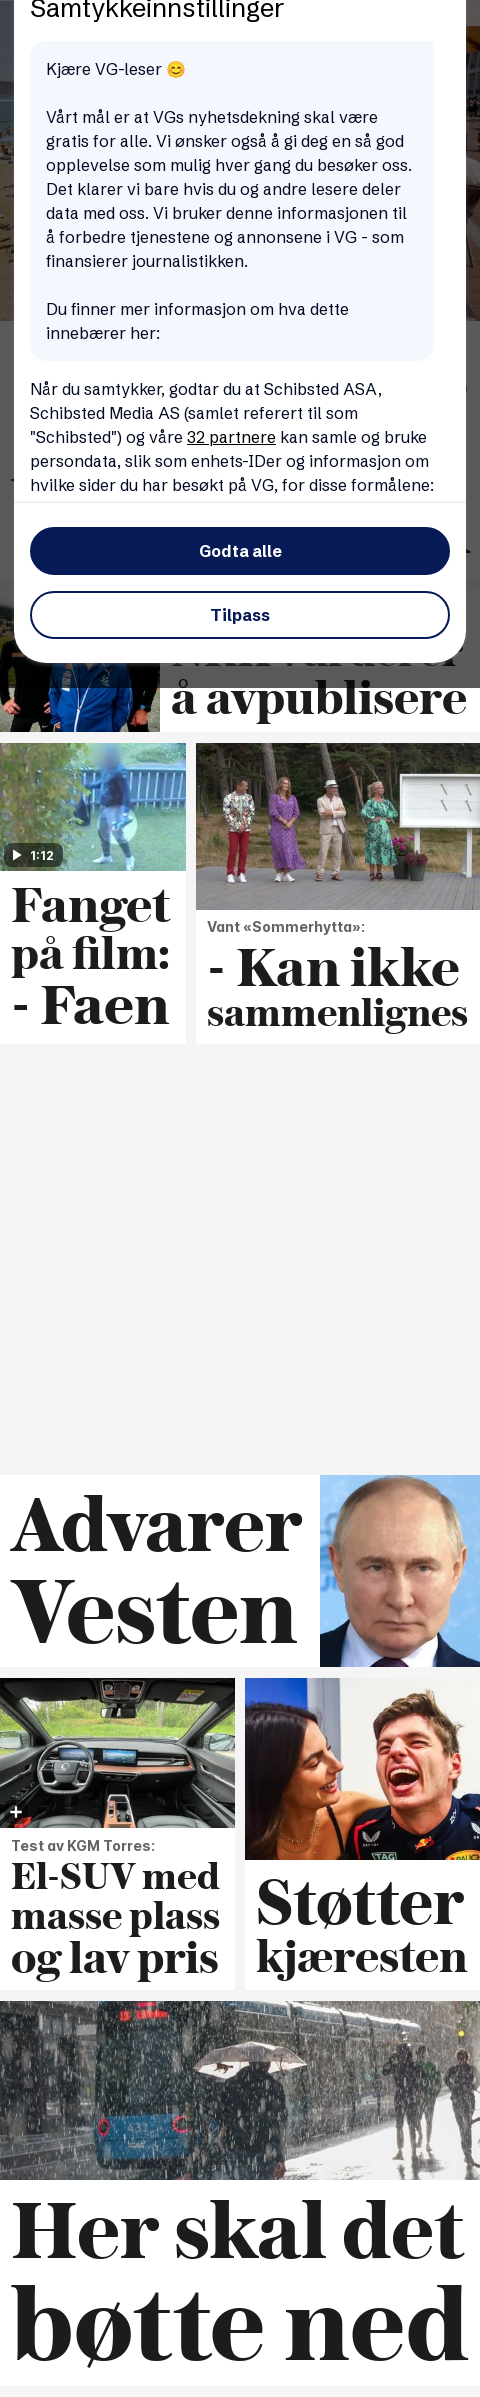 Samtykkeinnstillinger
Kjære VG-leser 😊
Vårt mål er at VGs nyhetsdekning skal være
gratis for alle. Vi ønsker også å gi deg en så god
opplevelse som mulig hver gang du besøker oss.
Det klarer vi bare hvis du og andre lesere deler
data med oss. Vi bruker denne informasjonen til
å forbedre tjenestene og annonsene i VG - som
finansierer journalistikken.
Du finner mer informasjon om hva dette
innebærer her:
Når du samtykker, godtar du at Schibsted ASA,
Schibsted Media AS (samlet referert til som
"Schibsted") og våre 32 partnere kan samle og bruke
persondata, slik som enhets-IDer og informasjon om
hvilke sider du har besøkt på VG, for disse formålene:
Godta alle
Tilpass
å avpublisere
1:12
Fanget
på film:
- Faen
Vant «Sommerhytta»:
- Kan ikke
sammenlignes
Advarer
Vesten
Test av KGM Torres:
El-SUV med
masse plass
og lav pris
TAG
Støtter
kjæresten
Her skal det
bøtte ned